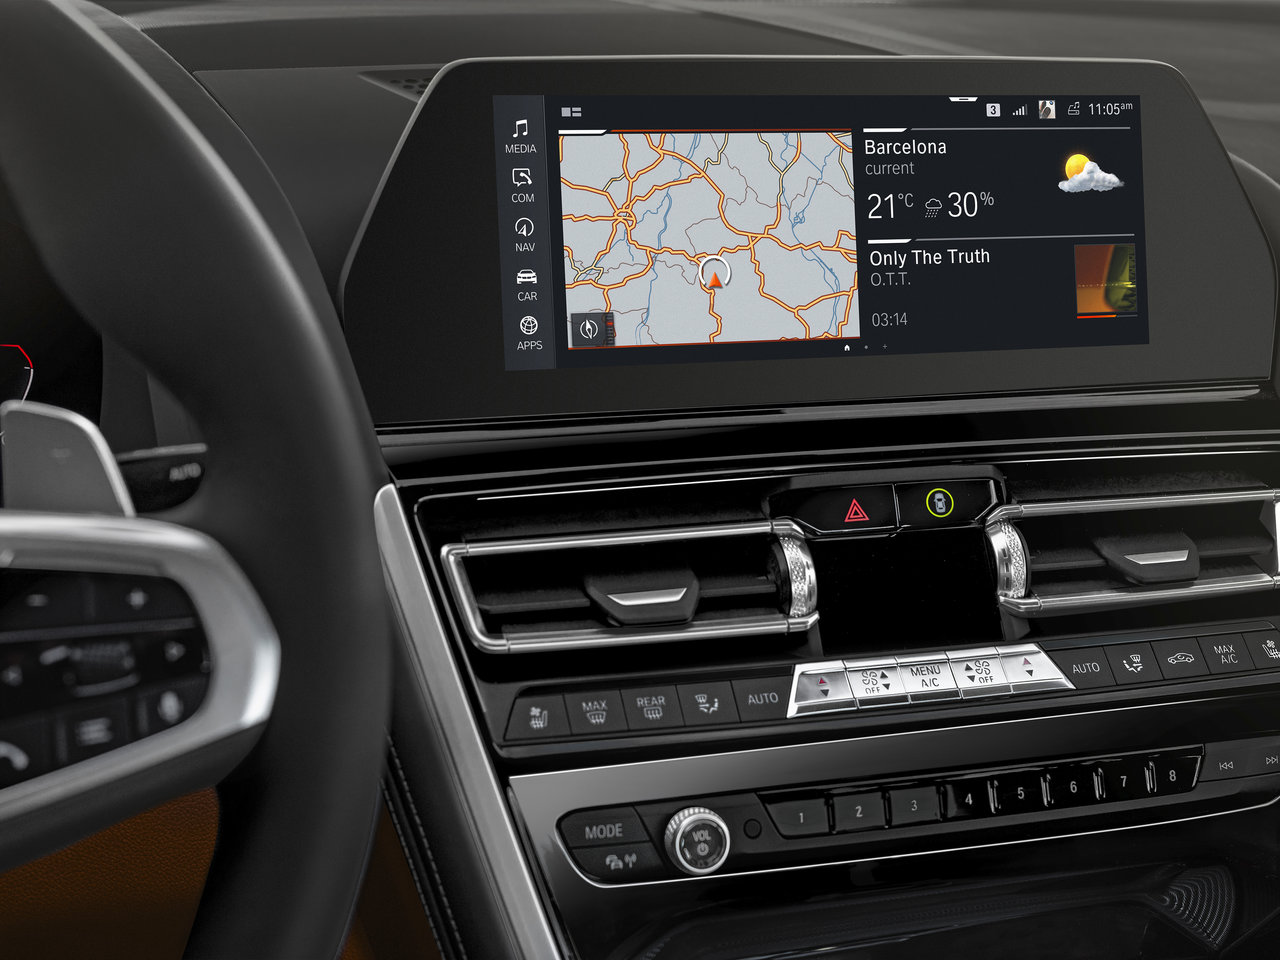 MEDIA
COM
NAV
CAR
APPS
3
11:05am
Barcelona
current
21°C
30%
Only The Truth
O.T.T.
03:14
AUTO
MAX
REAR
AUTO
OFF
MENU
A/C
OFF
AUTO
MAX
A/C
MODE
VOL
1 2 3 4 5 6 7 8